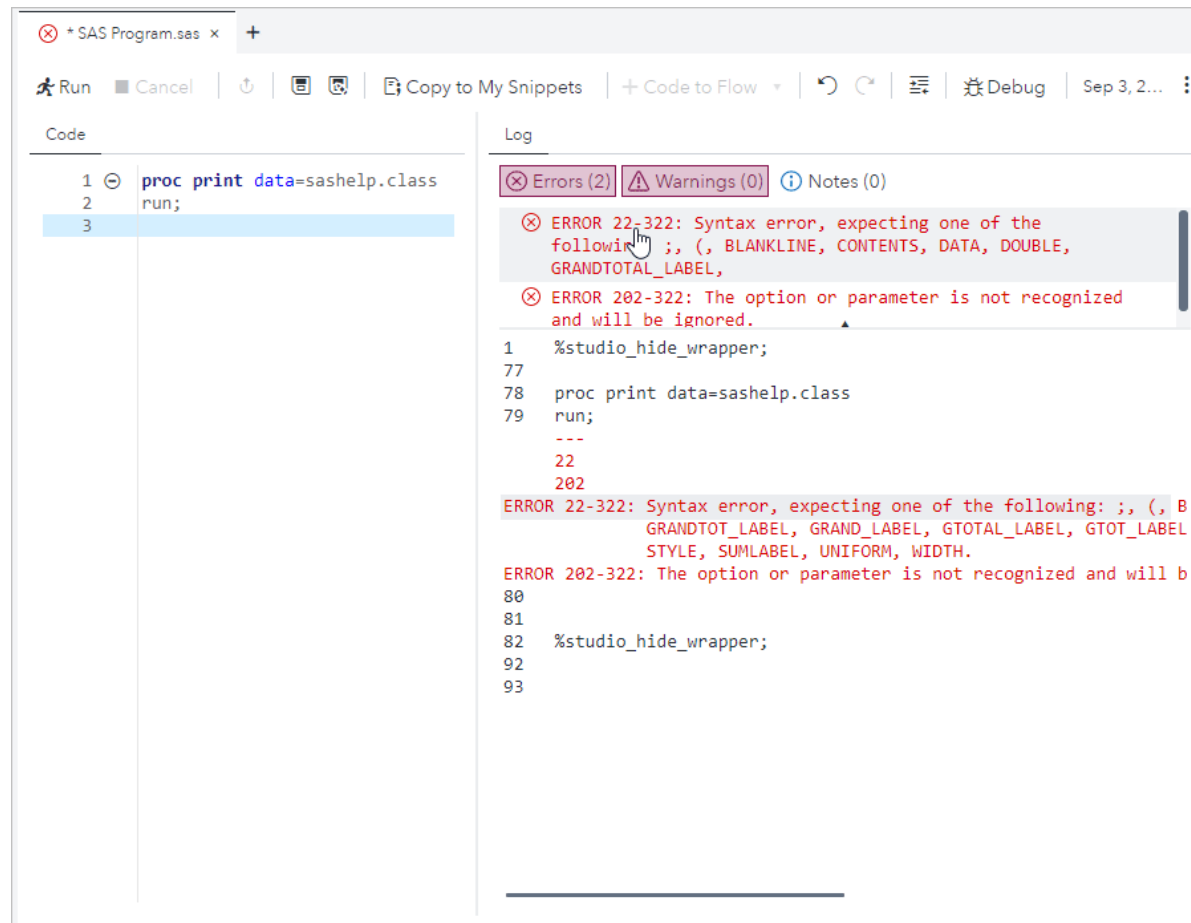 * SAS Program.sas × +
Run Cancel Copy to My Snippets + Code to Flow Debug Sep 3, 2...
Code
1 proc print data=sashelp.class
2 run;
3
Log
Errors (2) Warnings (0) Notes (0)
ERROR 22-322: Syntax error, expecting one of the
following: ;, (, BLANKLINE, CONTENTS, DATA, DOUBLE,
GRANDTOTAL_LABEL,
ERROR 202-322: The option or parameter is not recognized
and will be ignored.
1 %studio_hide_wrapper;
77
78 proc print data=sashelp.class
79 run;
---
22
202
ERROR 22-322: Syntax error, expecting one of the following: ;, (, B
GRANDTOT_LABEL, GRAND_LABEL, GTOTAL_LABEL, GTOT_LABEL
STYLE, SUMLABEL, UNIFORM, WIDTH.
ERROR 202-322: The option or parameter is not recognized and will b
80
81
82 %studio_hide_wrapper;
92
93